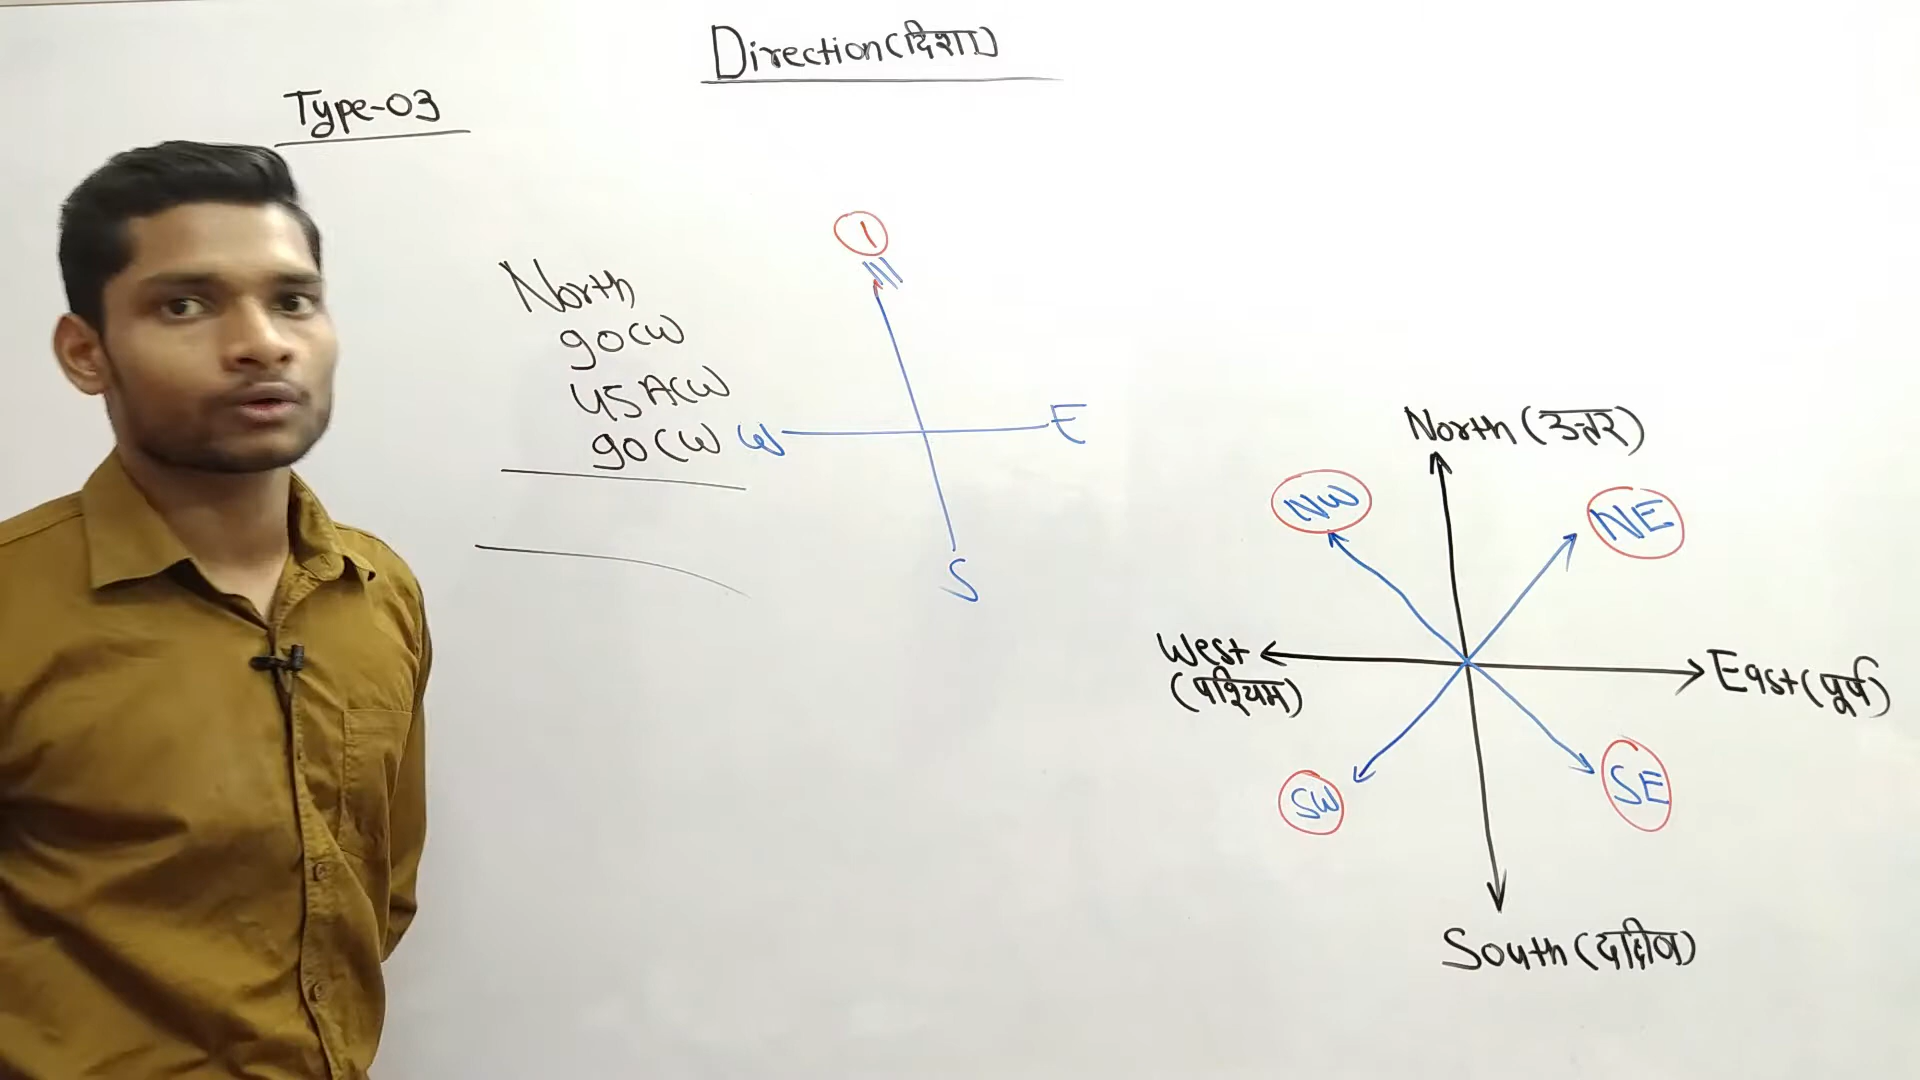 Direction(दिशा)
Type-03
1
North
90CW
45ACW
90CW
W
E
S
North(उत्तर)
NW
NE
West
(पश्चिम)
East(पूर्व)
SW
SE
South(दक्षिण)